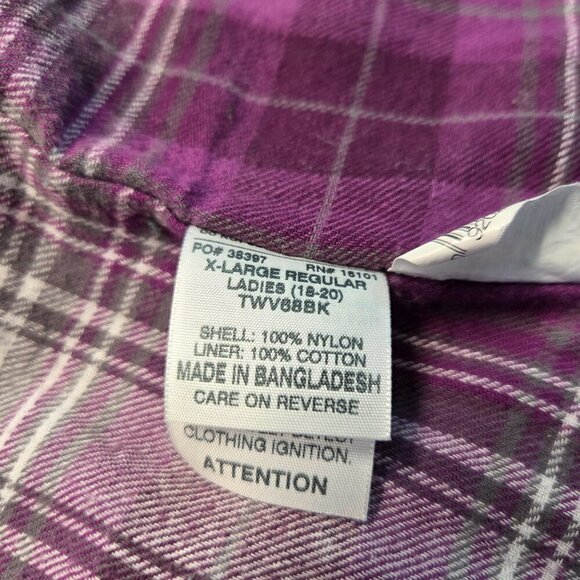 PO# 38397 RN# 15101
X-LARGE REGULAR
LADIES (18-20)
TWV68BK
SHELL: 100% NYLON
LINER: 100% COTTON
MADE IN BANGLADESH
CARE ON REVERSE
CLOTHING IGNITION.
ATTENTION